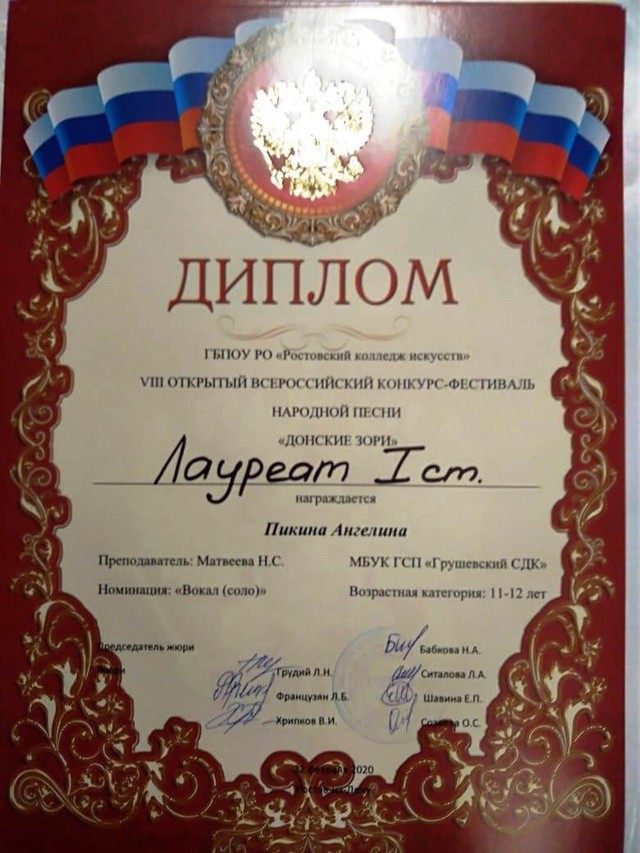 ДИПЛОМ
ГБПОУ РО «Ростовский колледж искусств»
VIII ОТКРЫТЫЙ ВСЕРОССИЙСКИЙ КОНКУРС-ФЕСТИВАЛЬ
НАРОДНОЙ ПЕСНИ
«ДОНСКИЕ ЗОРИ»
Лауреат I ст.
награждается
Пикина Ангелина
Преподаватель: Матвеева Н.С. МБУК ГСП «Грушевский СДК»
Номинация: «Вокал (соло)» Возрастная категория: 11-12 лет
Председатель жюри Бабкова Н.А.
Грудий Л.Н. Ситалова Л.А.
Французян Л.Б. Шавина Е.П.
Хрипков В.И. О.С.
февраля 2020